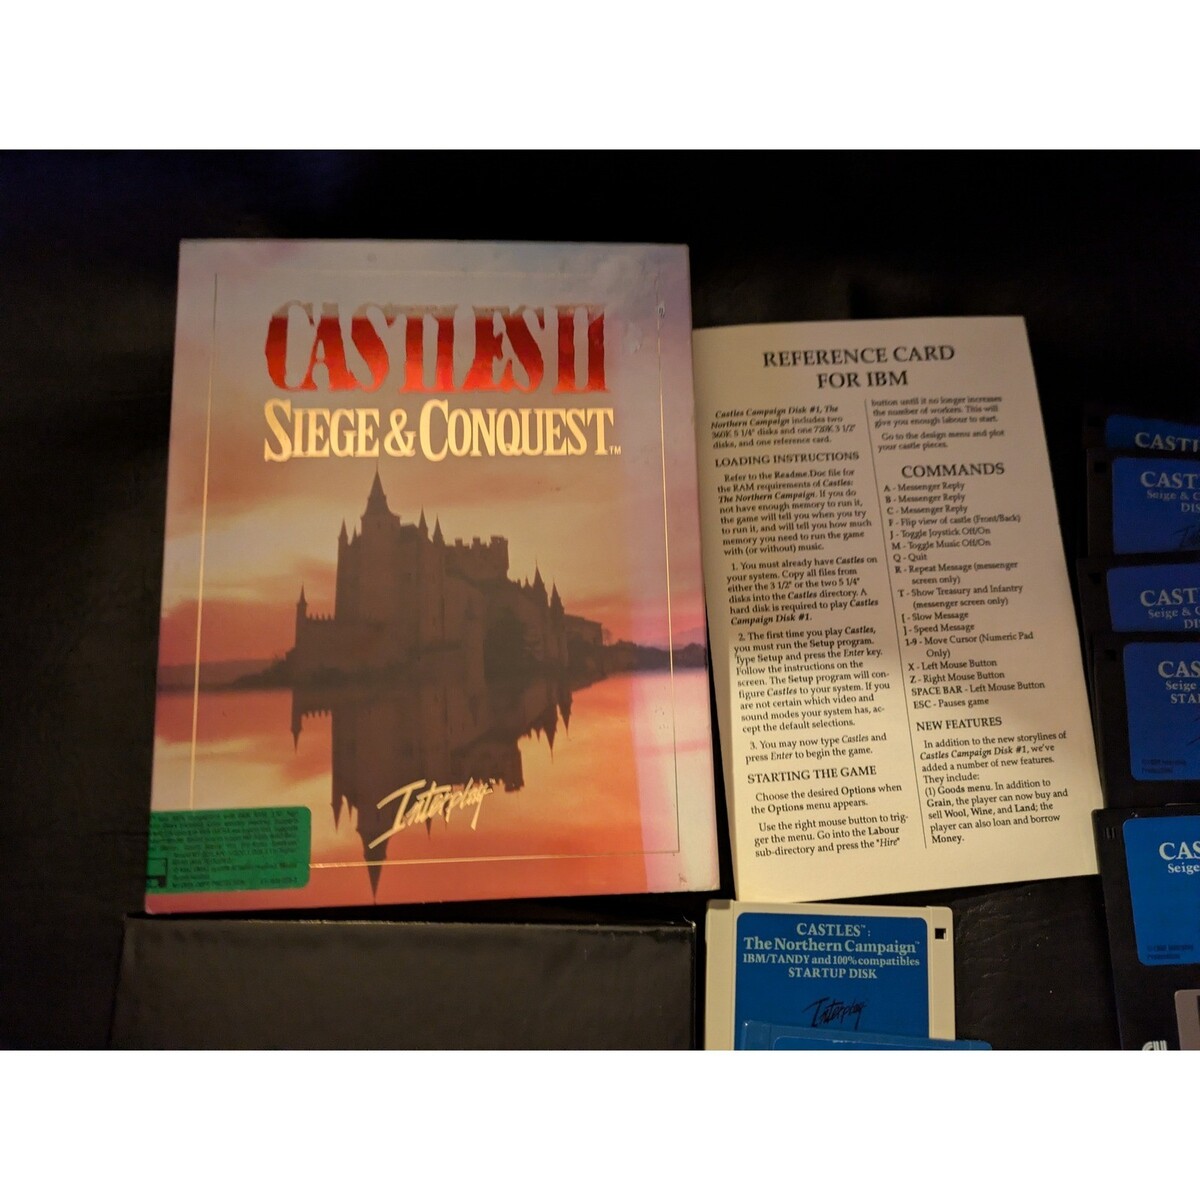 CASTLES II
SIEGE & CONQUEST™
Interplay™
REFERENCE CARD
FOR IBM
Castles Campaign Disk #1, The
Northern Campaign includes two
360K 5 1/4" disks and one 720K 3 1/2"
disks, and one reference card.
LOADING INSTRUCTIONS
Refer to the Readme.Doc file for
the RAM requirements of Castles:
The Northern Campaign. If you do
not have enough memory to run it,
the game will tell you when you try
to run it, and will tell you how much
memory you need to run the game
with (or without) music.
1. You must already have Castles on
your system. Copy all files from
either the 3 1/2" or the two 5 1/4"
disks into the Castles directory. A
hard disk is required to play Castles
Campaign Disk #1.
2. The first time you play Castles,
you must run the Setup program.
Type Setup and press the Enter key.
Follow the instructions on the
screen. The Setup program will con-
figure Castles to your system. If you
are not certain which video and
sound modes your system has, ac-
cept the default selections.
3. You may now type Castles and
press Enter to begin the game.
STARTING THE GAME
Choose the desired Options when
the Options menu appears.
Use the right mouse button to trig-
ger the menu. Go into the Labour
sub-directory and press the "Hire"
button until it no longer increases
the number of workers. This will
give you enough labour to start.
Go to the design menu and plot
your castle pieces.
COMMANDS
A - Messenger Reply
B - Messenger Reply
C - Messenger Reply
F - Flip view of castle (Front/Back)
J - Toggle Joystick Off/On
M - Toggle Music Off/On
Q - Quit
R - Repeat Message (messenger
screen only)
T - Show Treasury and Infantry
(messenger screen only)
[ - Slow Message
] - Speed Message
1-9 - Move Cursor (Numeric Pad
Only)
X - Left Mouse Button
Z - Right Mouse Button
SPACE BAR - Left Mouse Button
ESC - Pauses game
NEW FEATURES
In addition to the new storylines of
Castles Campaign Disk #1, we've
added a number of new features.
They include:
(1) Goods menu. In addition to
Grain, the player can now buy and
sell Wool, Wine, and Land; the
player can also loan and borrow
Money.
CASTLES™:
The Northern Campaign™
IBM/TANDY and 100% compatibles
STARTUP DISK
Interplay™
CAST
CAST
Seige & C
DIS
CAST
Seige & C
DIS
CAS
Seige
STA
CAS
Seige